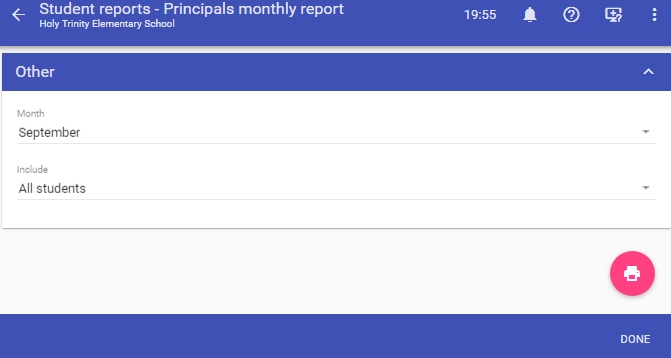 Student reports - Principals monthly report
Holy Trinity Elementary School
19:55
Other
Month
September
Include
All students
DONE